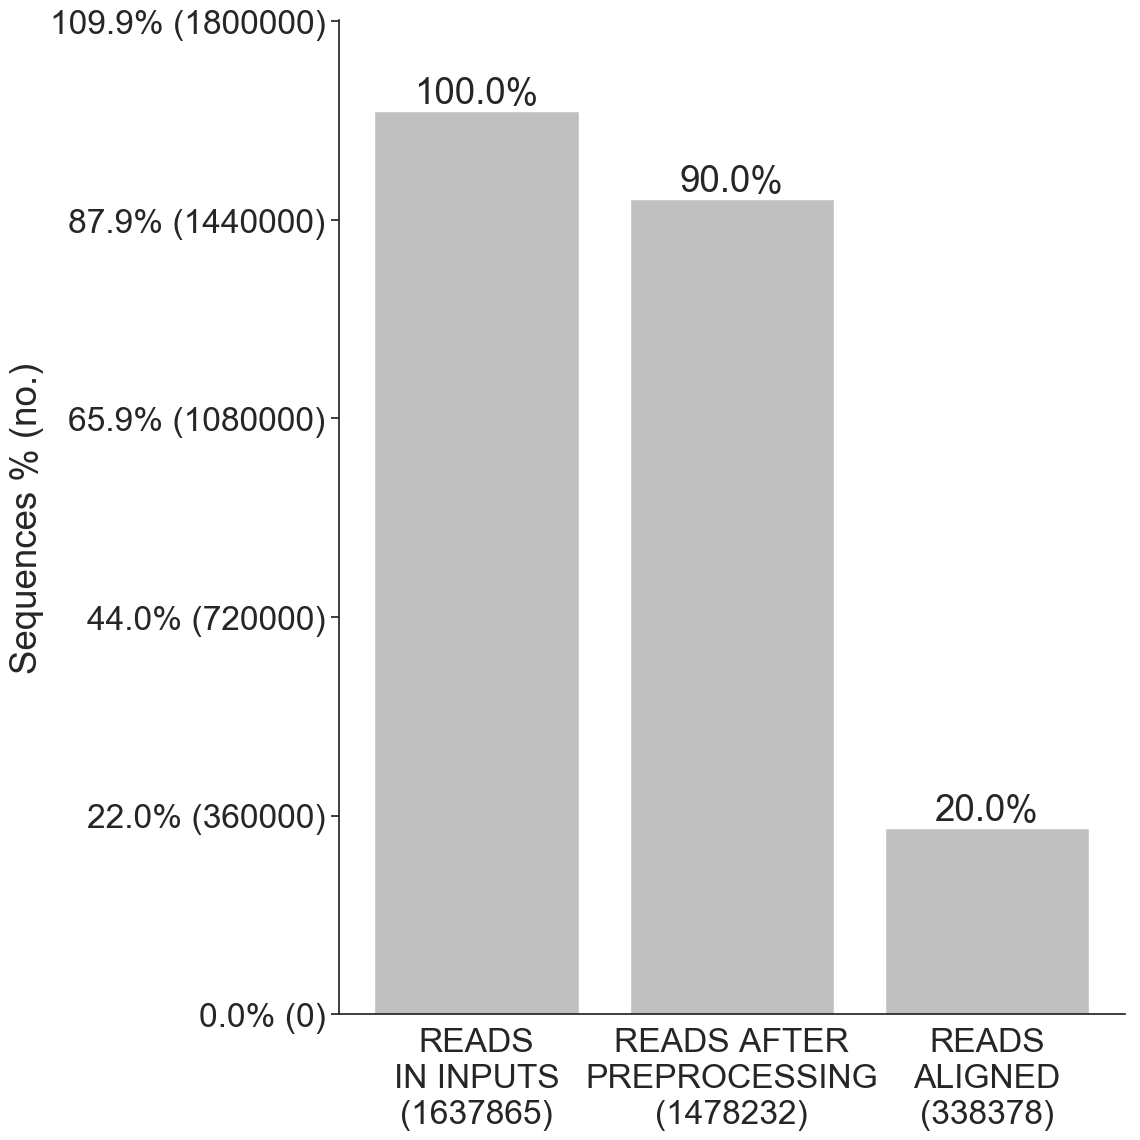 109.9% (1800000)
87.9% (1440000)
65.9% (1080000)
44.0% (720000)
22.0% (360000)
0.0% (0)
Sequences % (no.)
100.0%
90.0%
20.0%
READS
IN INPUTS
(1637865)
READS AFTER
PREPROCESSING
(1478232)
READS
ALIGNED
(338378)